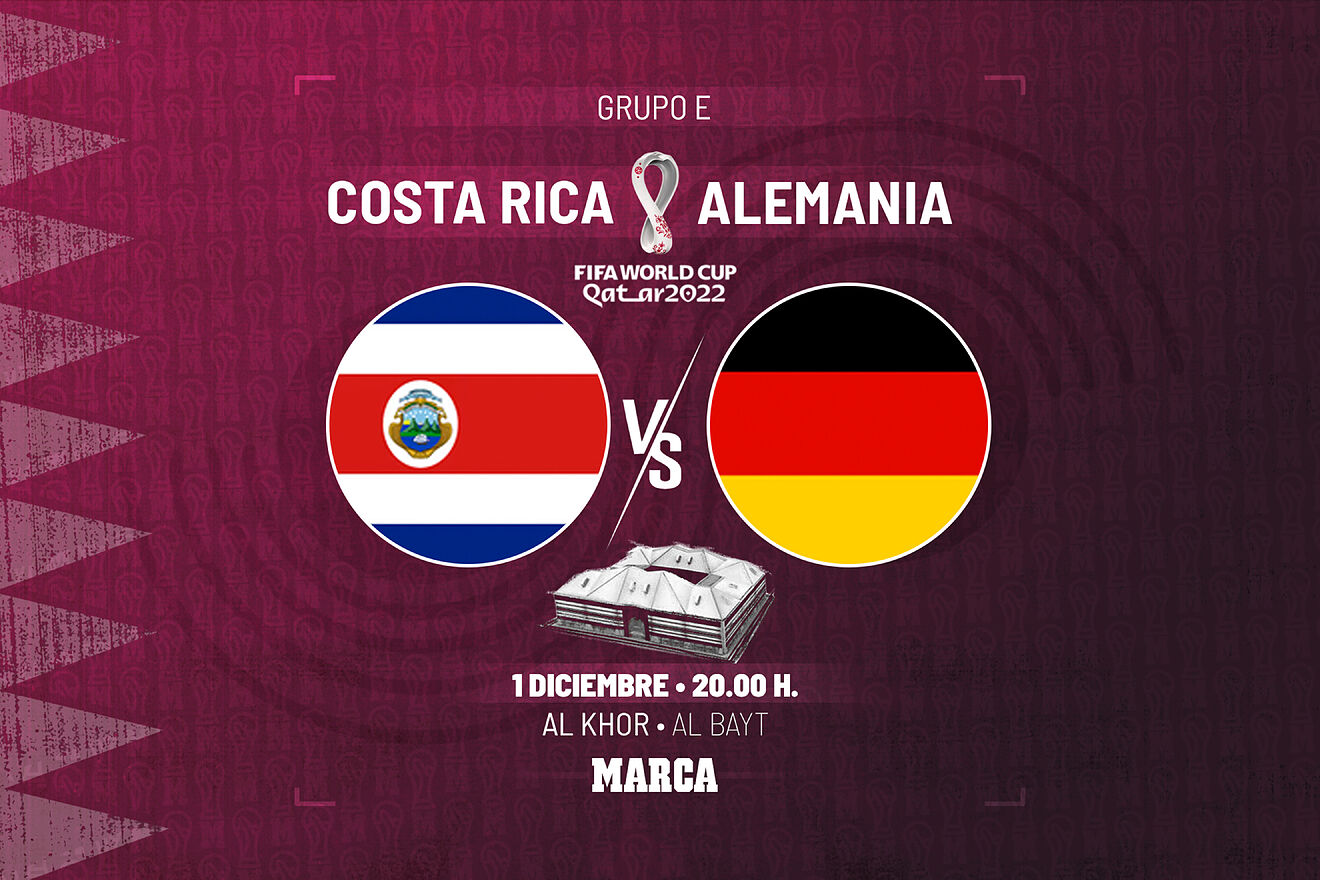 GRUPO E
COSTA RICA ALEMANIA
FIFA WORLD CUP
Qatar2022
VS
1 DICIEMBRE • 20.00 H.
AL KHOR • AL BAYT
MARCA